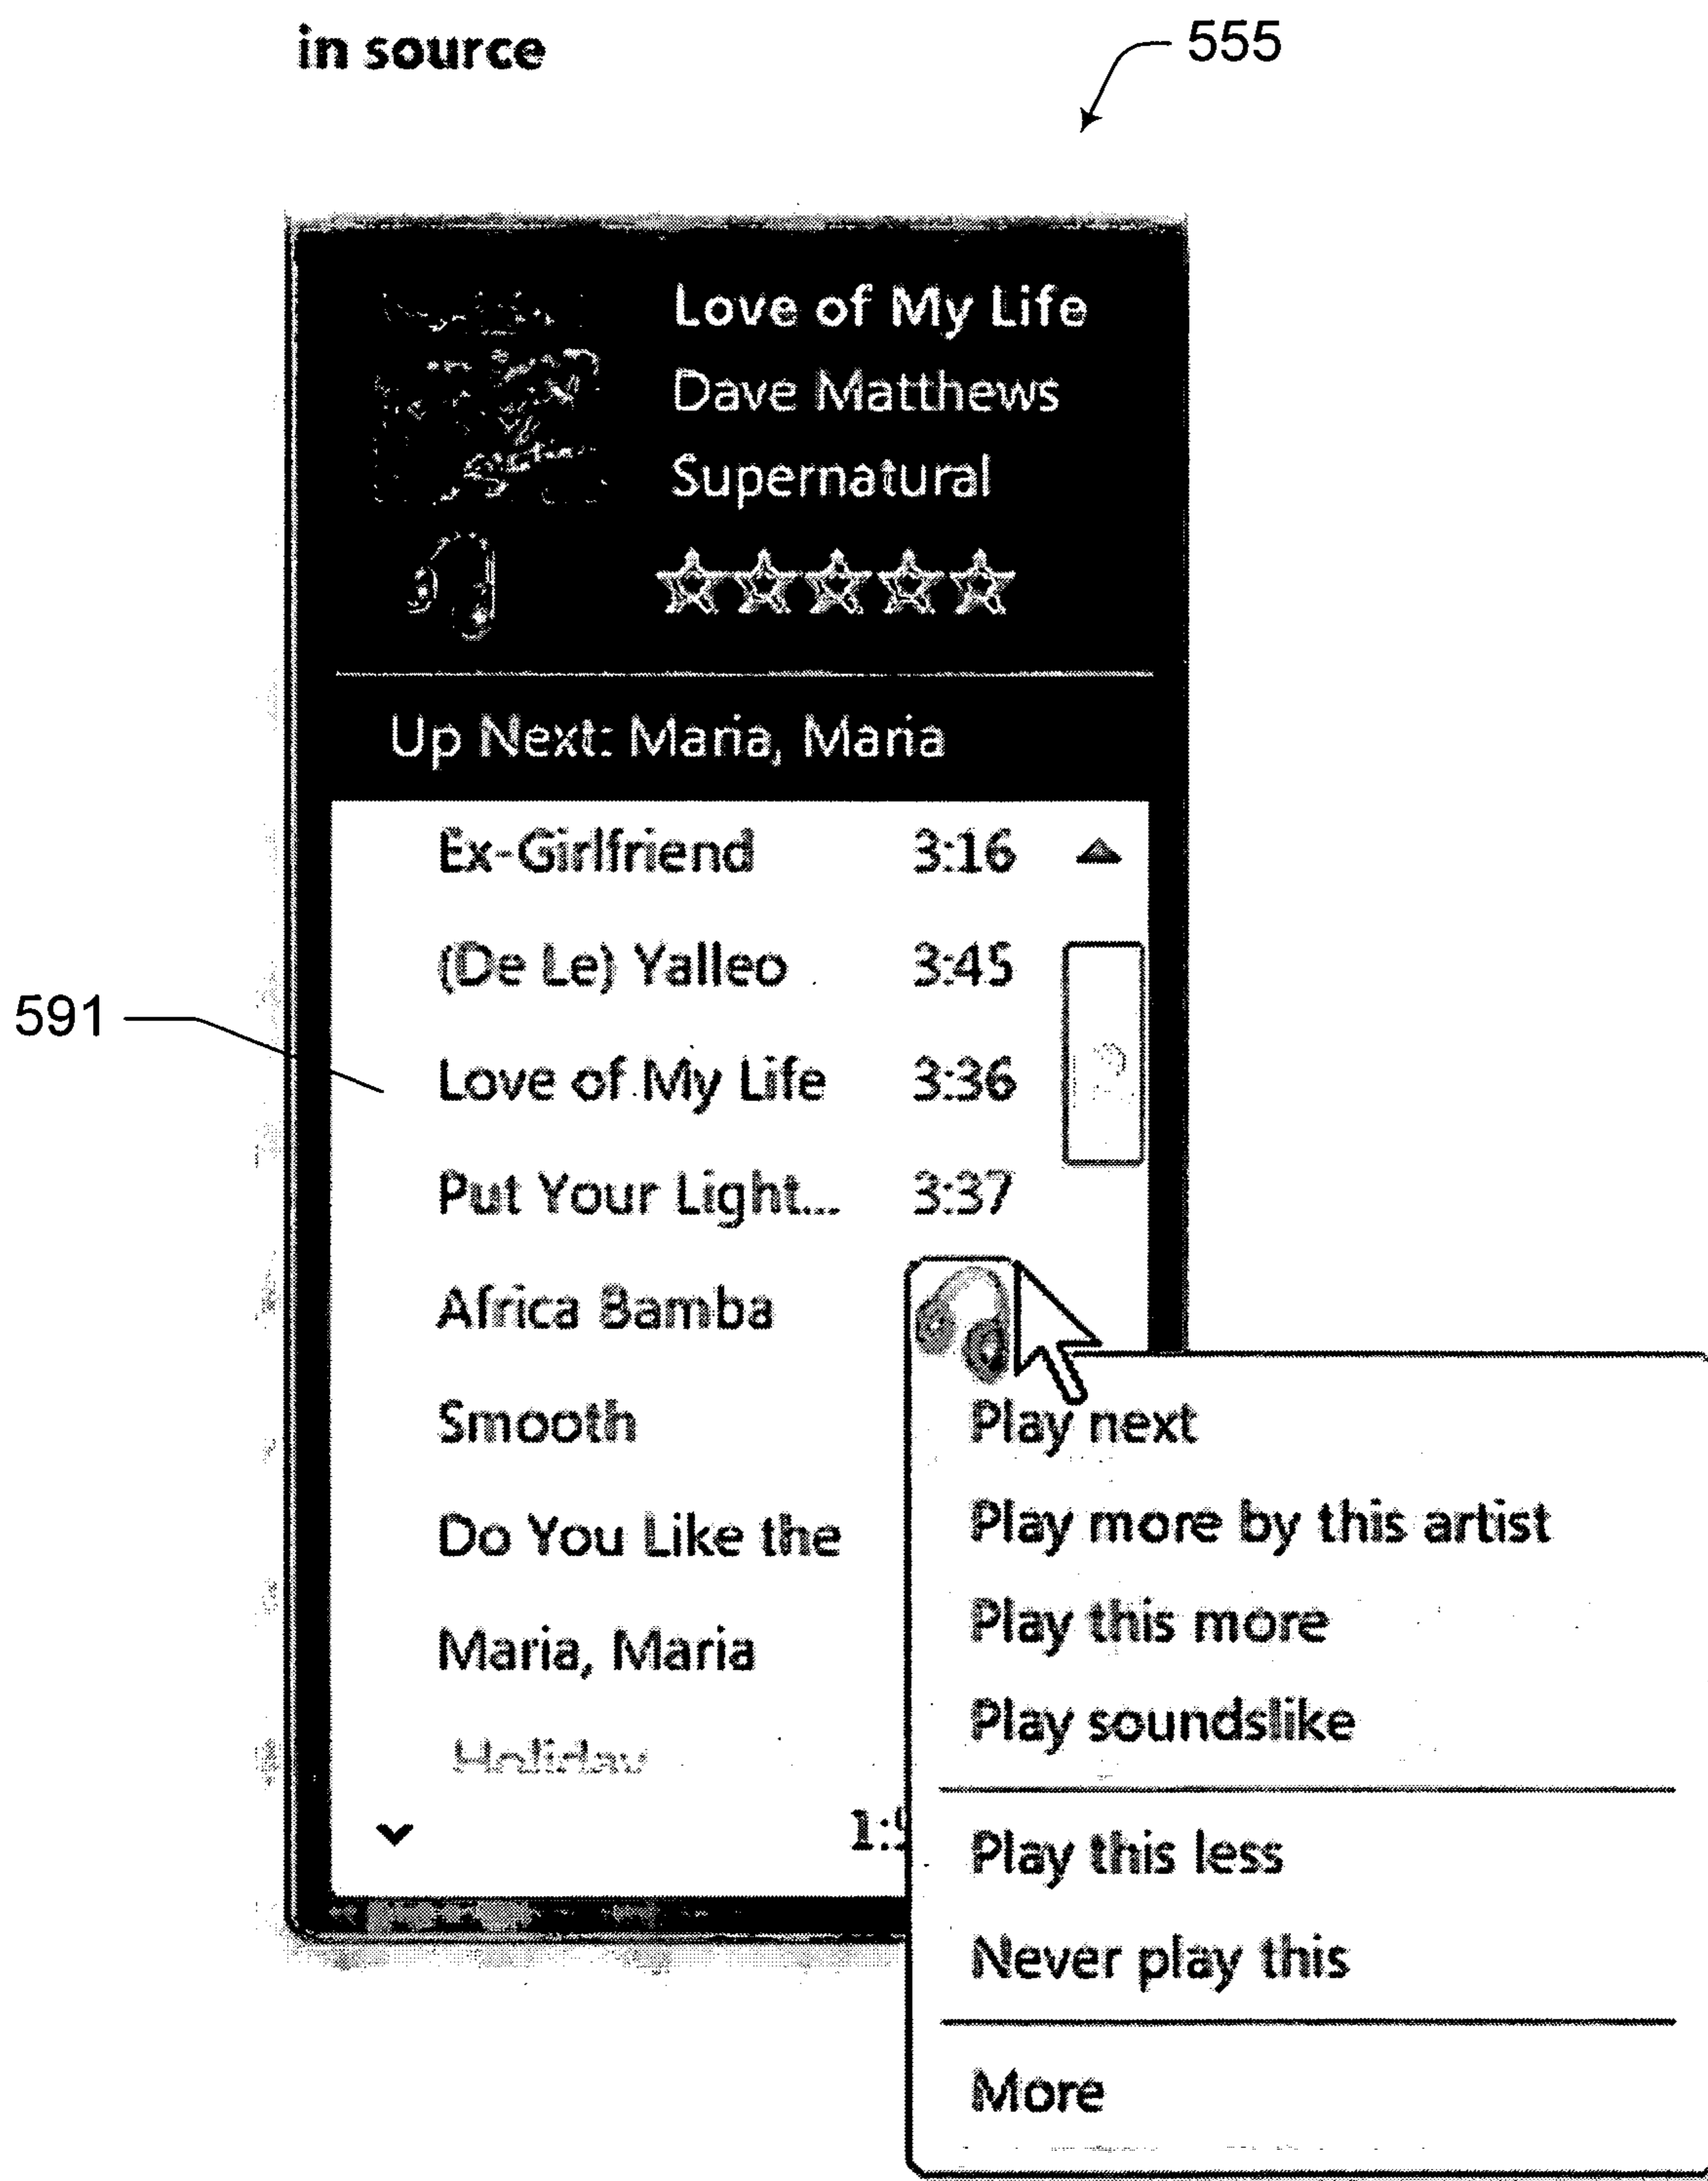 in source
555
Love of My Life
Dave Matthews
Supernatural
Up Next: Maria, Maria
Ex-Girlfriend 3:16
(De Le) Yalleo 3:45
591
Love of My Life 3:36
Put Your Light... 3:37
Africa Bamba
Smooth
Do You Like the
Maria, Maria
Holiday
Play next
Play more by this artist
Play this more
Play soundslike
Play this less
Never play this
More